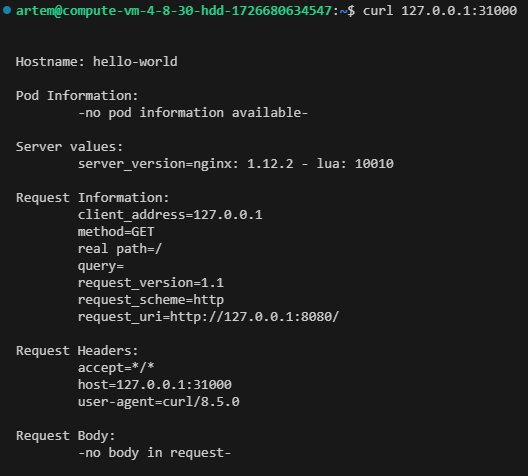 artem@compute-vm-4-8-30-hdd-1726680634547:~$ curl 127.0.0.1:31000
Hostname: hello-world
Pod Information:
-no pod information available-
Server values:
server_version=nginx: 1.12.2 - lua: 10010
Request Information:
client_address=127.0.0.1
method=GET
real path=/
query=
request_version=1.1
request_scheme=http
request_uri=http://127.0.0.1:8080/
Request Headers:
accept=*/*
host=127.0.0.1:31000
user-agent=curl/8.5.0
Request Body:
-no body in request-